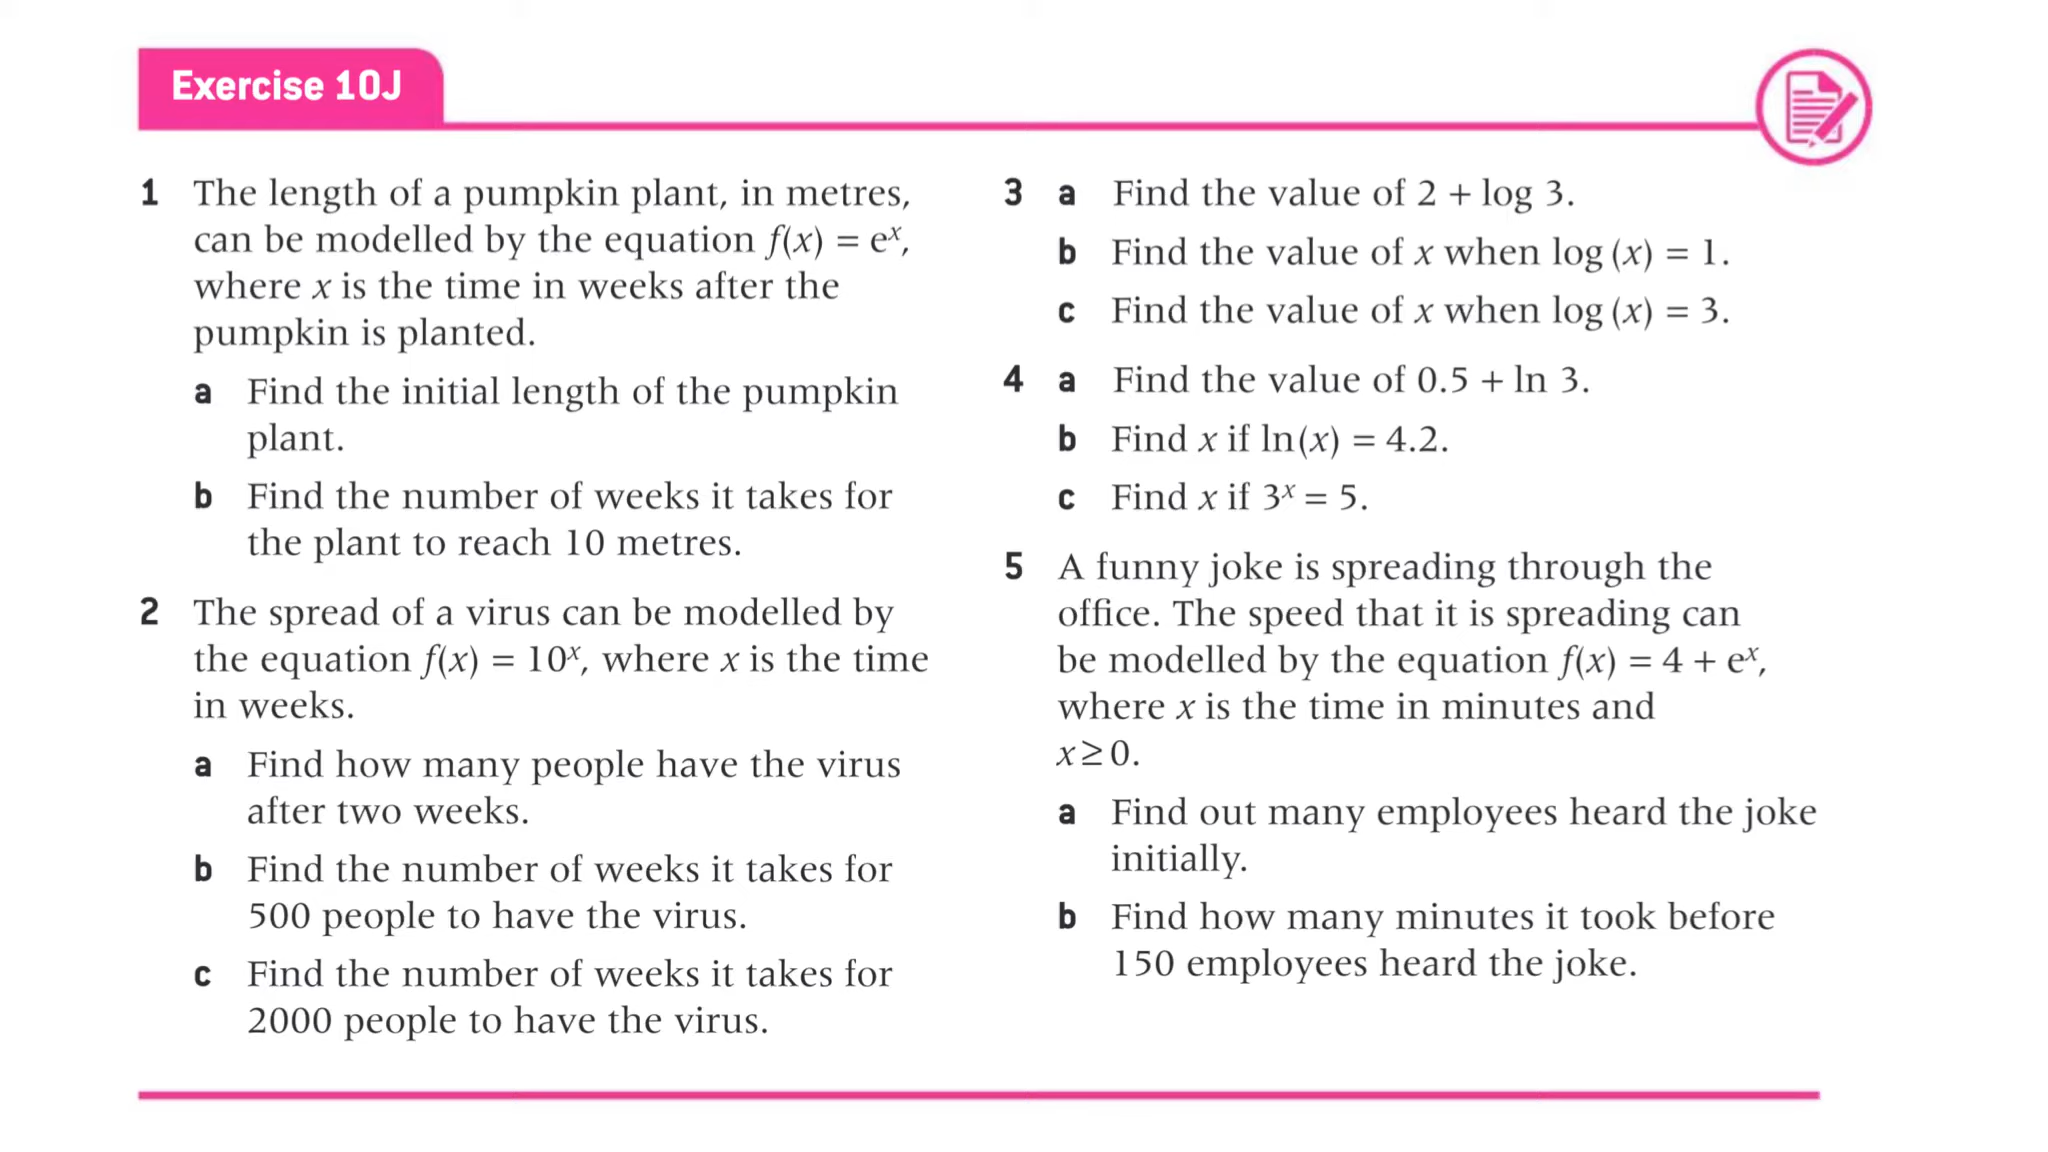 Exercise 10J
1 The length of a pumpkin plant, in metres,
can be modelled by the equation f(x) = eˣ,
where x is the time in weeks after the
pumpkin is planted.
a Find the initial length of the pumpkin
plant.
b Find the number of weeks it takes for
the plant to reach 10 metres.
2 The spread of a virus can be modelled by
the equation f(x) = 10ˣ, where x is the time
in weeks.
a Find how many people have the virus
after two weeks.
b Find the number of weeks it takes for
500 people to have the virus.
c Find the number of weeks it takes for
2000 people to have the virus.
3 a Find the value of 2 + log 3.
b Find the value of x when log (x) = 1.
c Find the value of x when log (x) = 3.
4 a Find the value of 0.5 + ln 3.
b Find x if ln(x) = 4.2.
c Find x if 3ˣ = 5.
5 A funny joke is spreading through the
office. The speed that it is spreading can
be modelled by the equation f(x) = 4 + eˣ,
where x is the time in minutes and
x ≥ 0.
a Find out many employees heard the joke
initially.
b Find how many minutes it took before
150 employees heard the joke.